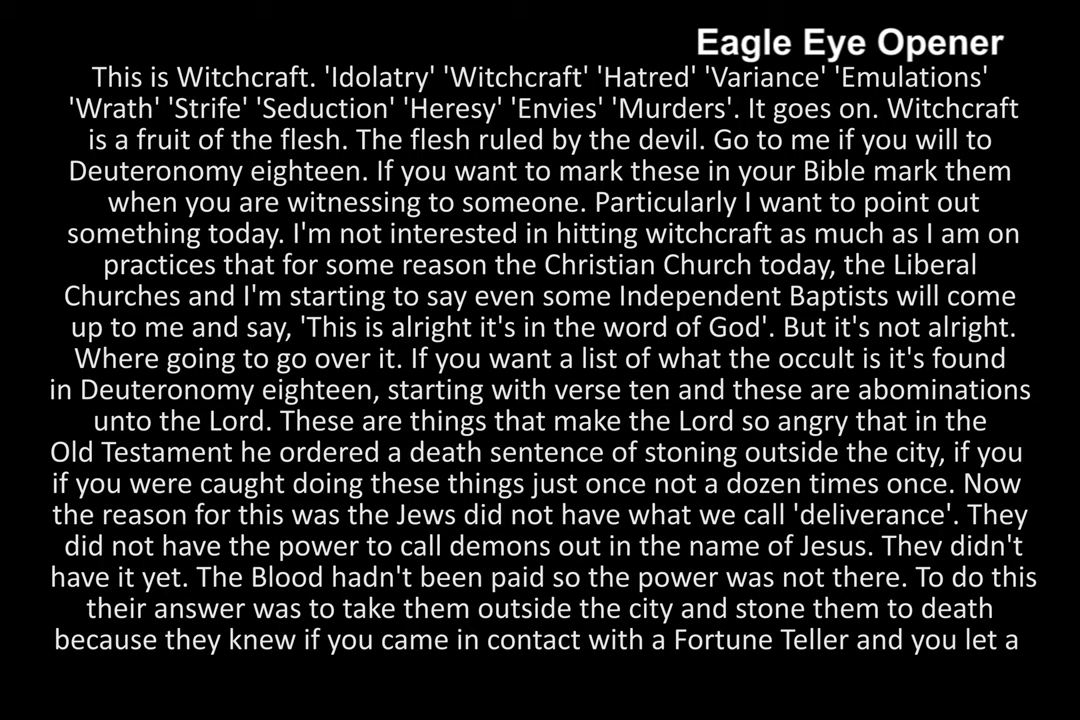 Eagle Eye Opener
This is Witchcraft. 'Idolatry' 'Witchcraft' 'Hatred' 'Variance' 'Emulations'
'Wrath' 'Strife' 'Seduction' 'Heresy' 'Envies' 'Murders'. It goes on. Witchcraft
is a fruit of the flesh. The flesh ruled by the devil. Go to me if you will to
Deuteronomy eighteen. If you want to mark these in your Bible mark them
when you are witnessing to someone. Particularly I want to point out
something today. I'm not interested in hitting witchcraft as much as I am on
practices that for some reason the Christian Church today, the Liberal
Churches and I'm starting to say even some Independent Baptists will come
up to me and say, 'This is alright it's in the word of God'. But it's not alright.
Where going to go over it. If you want a list of what the occult is it's found
in Deuteronomy eighteen, starting with verse ten and these are abominations
unto the Lord. These are things that make the Lord so angry that in the
Old Testament he ordered a death sentence of stoning outside the city, if you
if you were caught doing these things just once not a dozen times once. Now
the reason for this was the Jews did not have what we call 'deliverance'. They
did not have the power to call demons out in the name of Jesus. Thev didn't
have it yet. The Blood hadn't been paid so the power was not there. To do this
their answer was to take them outside the city and stone them to death
because they knew if you came in contact with a Fortune Teller and you let a